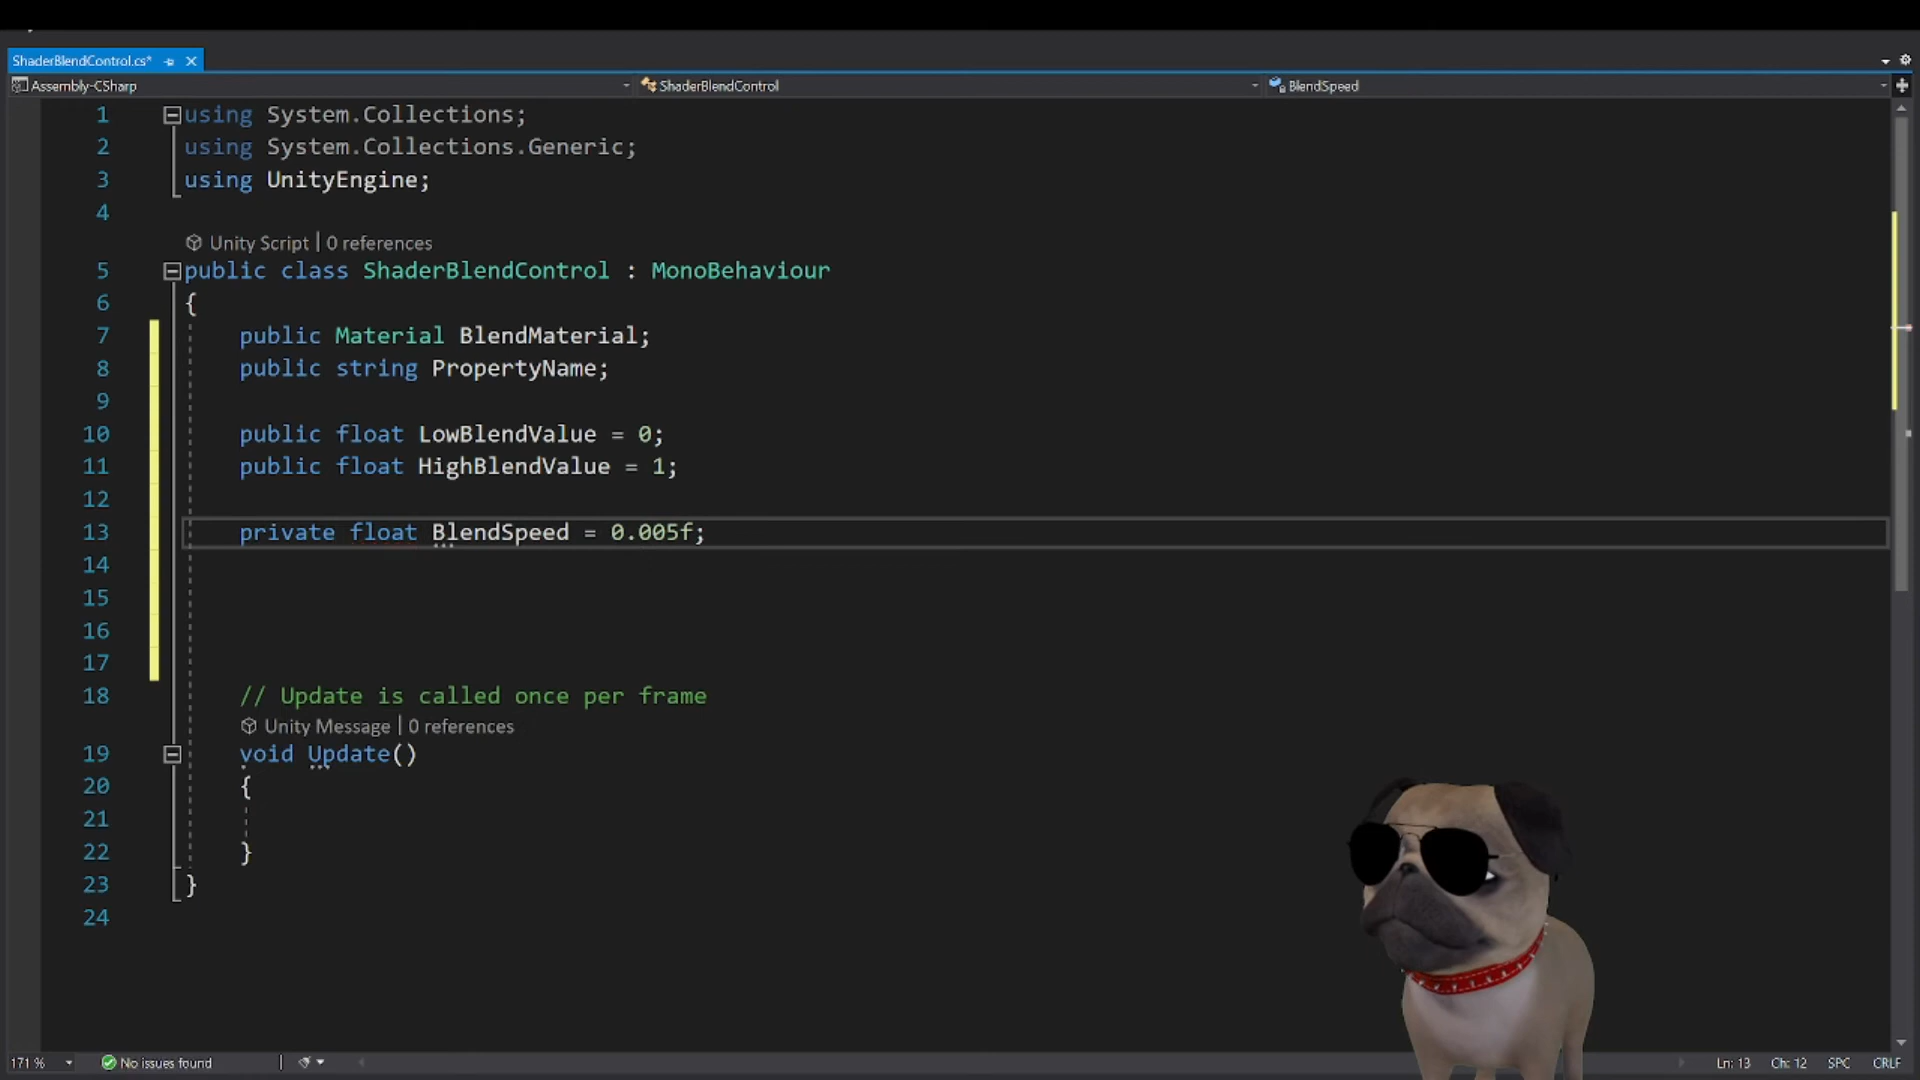 ShaderBlendControl.cs*
Assembly-CSharp
ShaderBlendControl
BlendSpeed
1 using System.Collections;
2 using System.Collections.Generic;
3 using UnityEngine;
4
Unity Script | 0 references
5 public class ShaderBlendControl : MonoBehaviour
6 {
7 public Material BlendMaterial;
8 public string PropertyName;
9
10 public float LowBlendValue = 0;
11 public float HighBlendValue = 1;
12
13 private float BlendSpeed = 0.005f;
14
15
16
17
18 // Update is called once per frame
Unity Message | 0 references
19 void Update()
20 {
21
22 }
23 }
24
171 % No issues found Ln: 13 Ch: 12 SPC CRLF